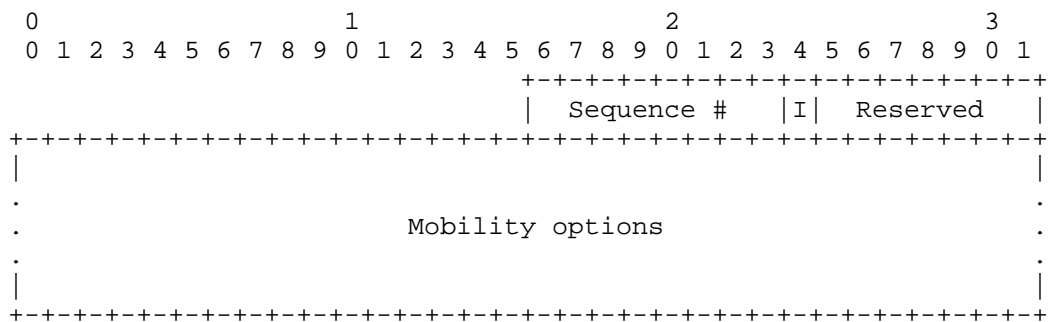 0                   1                   2                   3
 0 1 2 3 4 5 6 7 8 9 0 1 2 3 4 5 6 7 8 9 0 1 2 3 4 5 6 7 8 9 0 1
                                +-+-+-+-+-+-+-+-+-+-+-+-+-+-+-+-+
                                |  Sequence #   |I|  Reserved   |
+-+-+-+-+-+-+-+-+-+-+-+-+-+-+-+-+-+-+-+-+-+-+-+-+-+-+-+-+-+-+-+-+
|                                                               |
.                                                               .
.                        Mobility options                       .
.                                                               .
|                                                               |
+-+-+-+-+-+-+-+-+-+-+-+-+-+-+-+-+-+-+-+-+-+-+-+-+-+-+-+-+-+-+-+-+